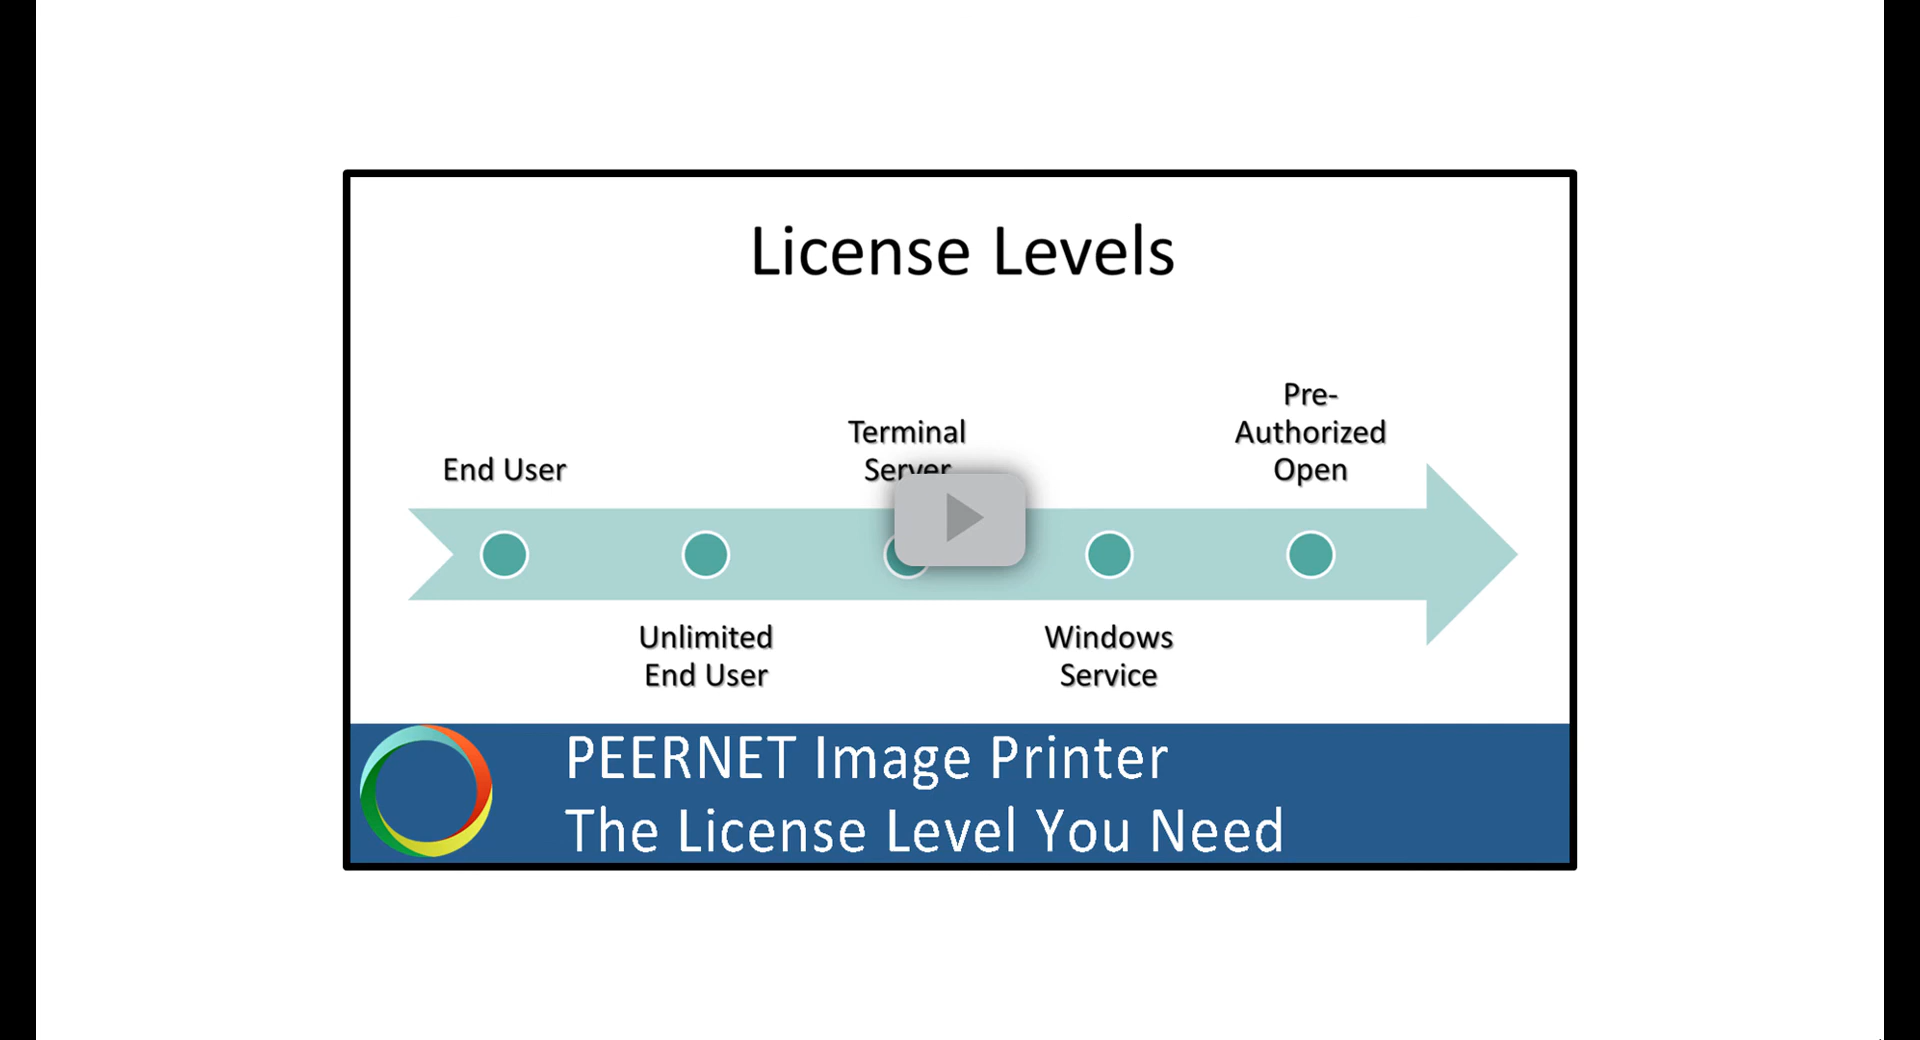 License Levels
End User
Unlimited
End User
Terminal
Server
Windows
Service
Pre-
Authorized
Open
PEERNET Image Printer
The License Level You Need